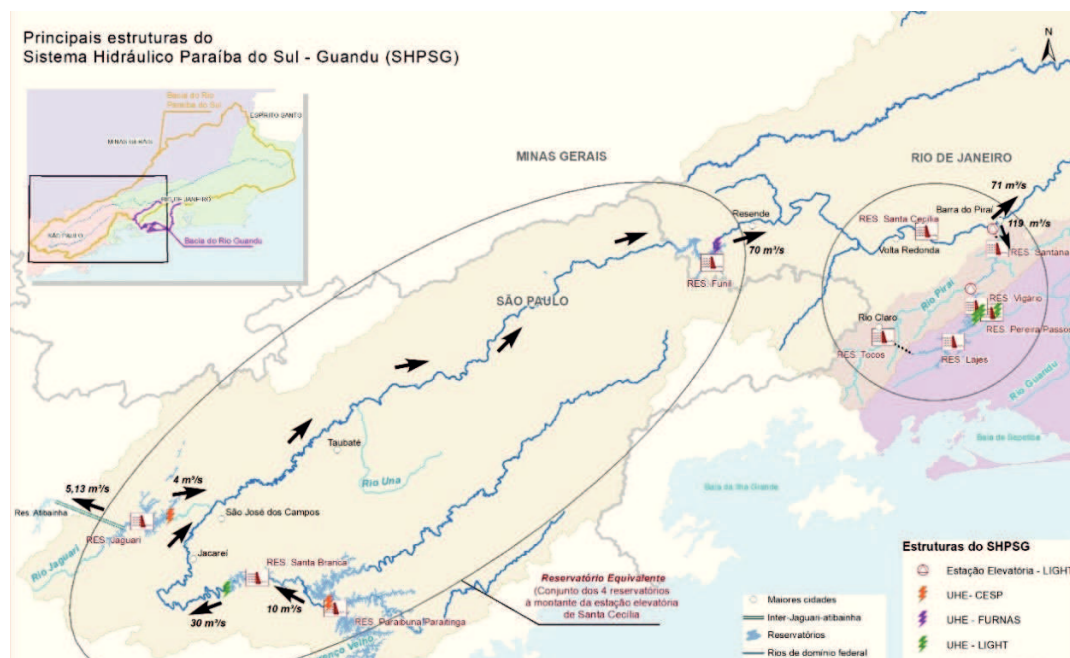 Principais estruturas do
Sistema Hidráulico Paraíba do Sul - Guandu (SHPSG)
N
Bacia do Rio
Paraíba do Sul
ESPÍRITO SANTO
MINAS GERAIS
RIO DE JANEIRO
SÃO PAULO
Bacia do Rio Guandu
MINAS GERAIS
RIO DE JANEIRO
71 m³/s
Barra do Piraí
RES. Santa Cecília
Resende
119 m³/s
Volta Redonda
RES. Santana
70 m³/s
RES. Funil
Rio Piraí
RES. Vigário
SÃO PAULO
Rio Claro
RES. Pereira Passos
RES. Tocos
RES. Lajes
Rio Guandu
Baia de Sepetiba
Taubaté
Baia da Ilha Grande
Rio Una
4 m³/s
5,13 m³/s
Res. Atibainha
São José dos Campos
RES. Jaguari
Jacareí
Rio Jaguari
RES. Santa Branca
10 m³/s
30 m³/s
RES. Paraibuna/Paraitinga
Reservatório Equivalente
(Conjunto dos 4 reservatórios
à montante da estação elevatória
de Santa Cecília
Maiores cidades
Inter-Jaguari-atibainha
Reservatórios
Rios de domínio federal
Estruturas do SHPSG
Estação Elevatória - LIGHT
UHE- CESP
UHE - FURNAS
UHE - LIGHT